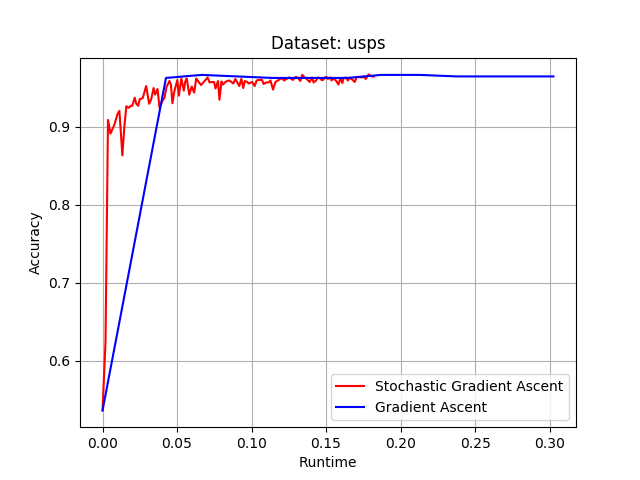 Dataset: usps
Accuracy
0.9
0.8
0.7
0.6
Stochastic Gradient Ascent
Gradient Ascent
0.00 0.05 0.10 0.15 0.20 0.25 0.30
Runtime